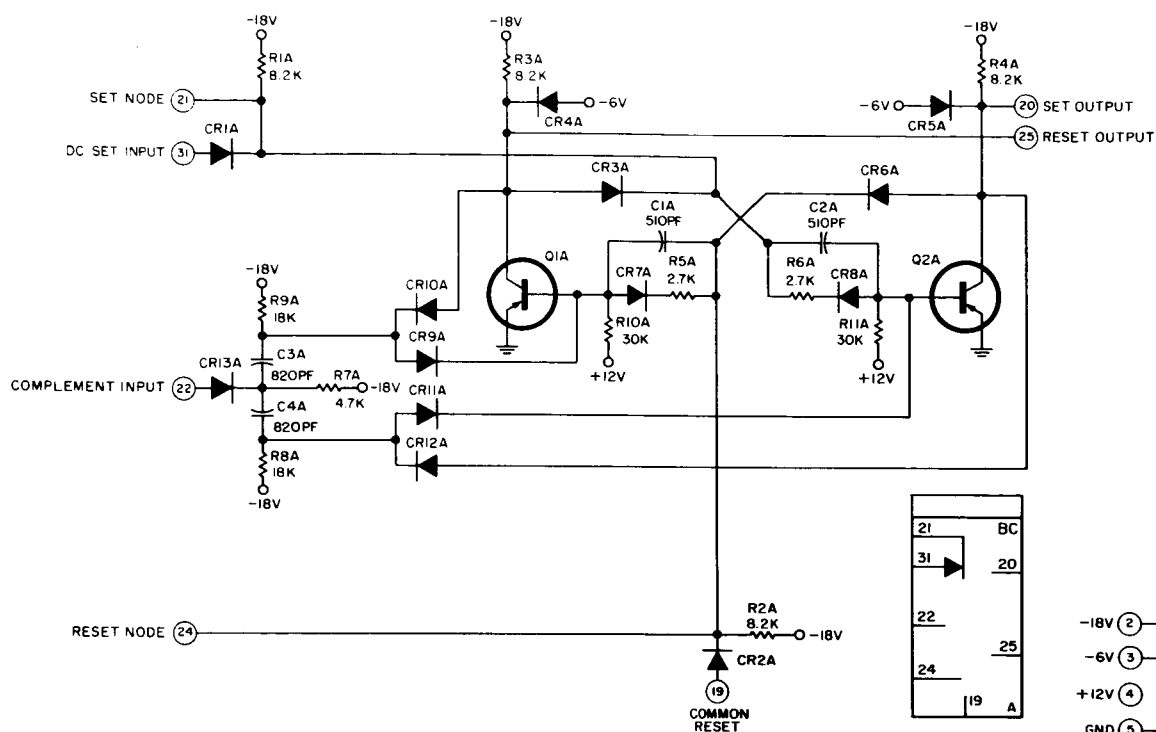 -18V
R1A
8.2K
SET NODE 21
CR1A
DC SET INPUT 31
-18V
R3A
8.2K
-6V
CR4A
-18V
R4A
8.2K
-6V
CR5A
20 SET OUTPUT
25 RESET OUTPUT
CR3A
CR6A
C1A
510PF
C2A
510PF
Q1A
CR7A
R5A
2.7K
R6A
2.7K
CR8A
Q2A
R10A
30K
+12V
R11A
30K
+12V
-18V
R9A
18K
CR10A
CR9A
CR13A
C3A
820PF
COMPLEMENT INPUT 22
R7A
4.7K
-18V
C4A
820PF
CR11A
CR12A
R8A
18K
-18V
RESET NODE 24
R2A
8.2K
-18V
CR2A
19
COMMON
RESET
21 BC
31 20
22
25
24
19 A
-18V 2
-6V 3
+12V 4
GND 5